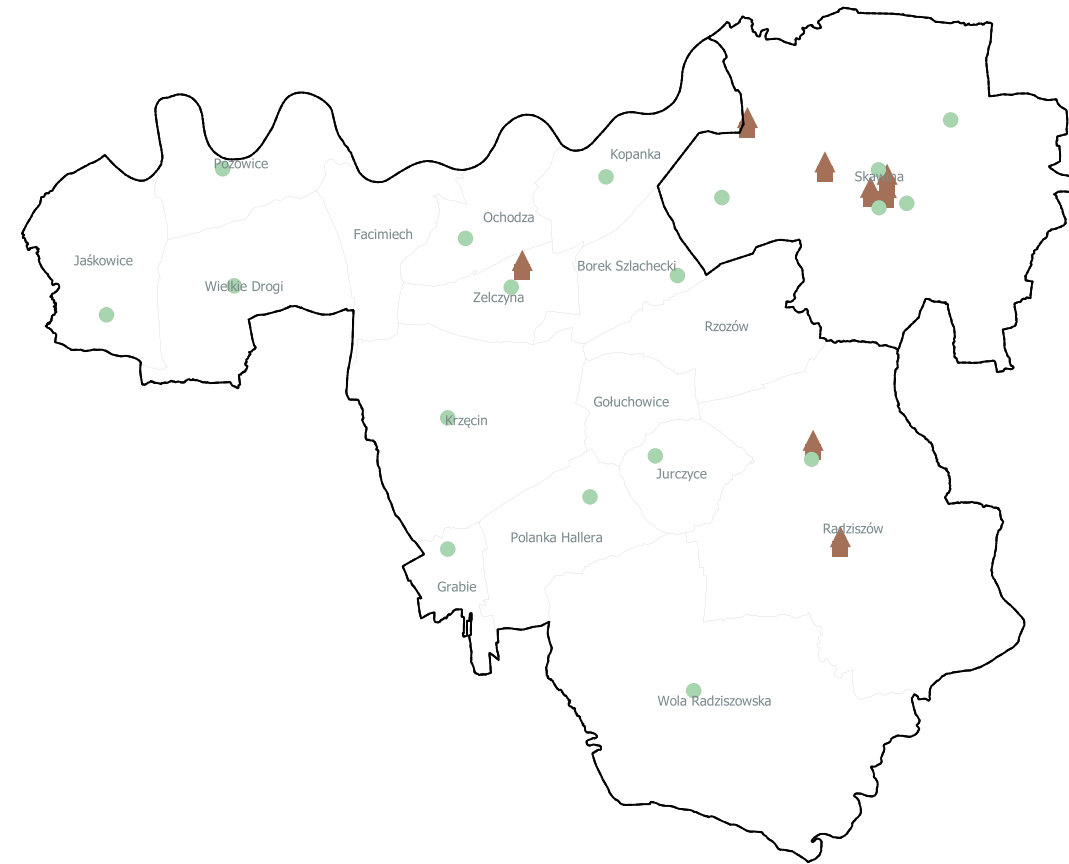 Kopanka
Pozowice
Skawina
Ochodza
Facimiech
Jaśkowice
Borek Szlachecki
Wielkie Drogi
Zelczyna
Rzozów
Gołuchowice
Krzęcin
Jurczyce
Radziszów
Polanka Hallera
Grabie
Wola Radziszowska